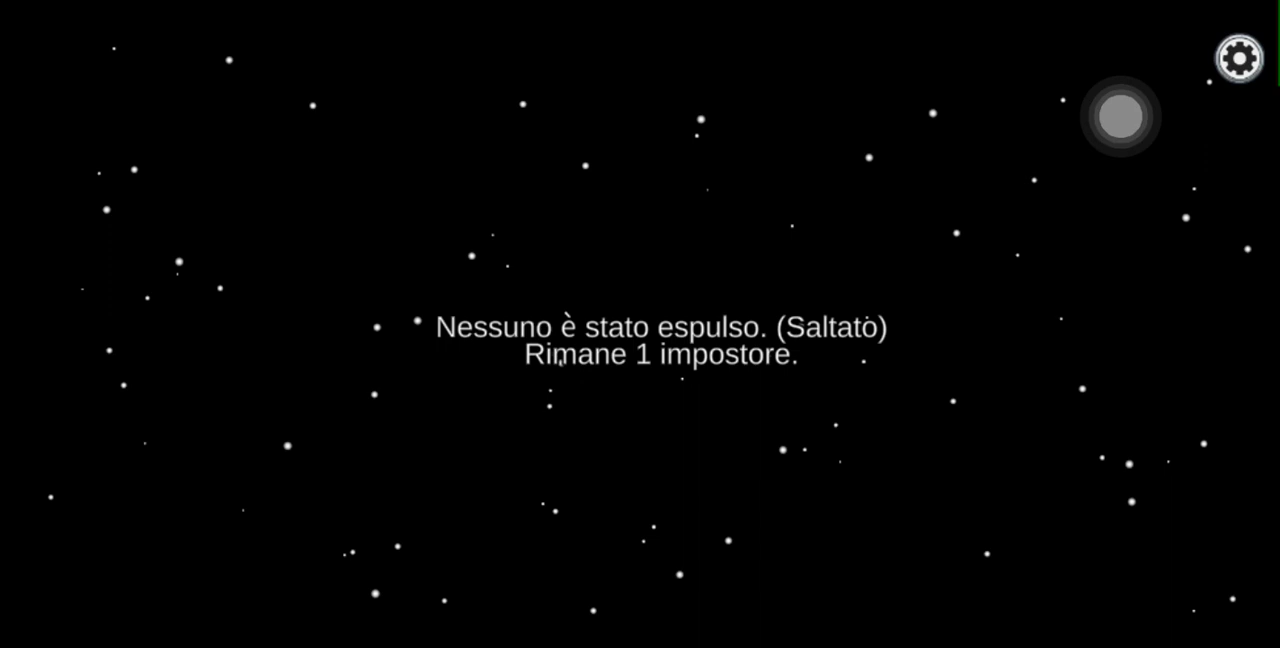 Nessuno è stato espulso. (Saltato)
Rimane 1 impostore.